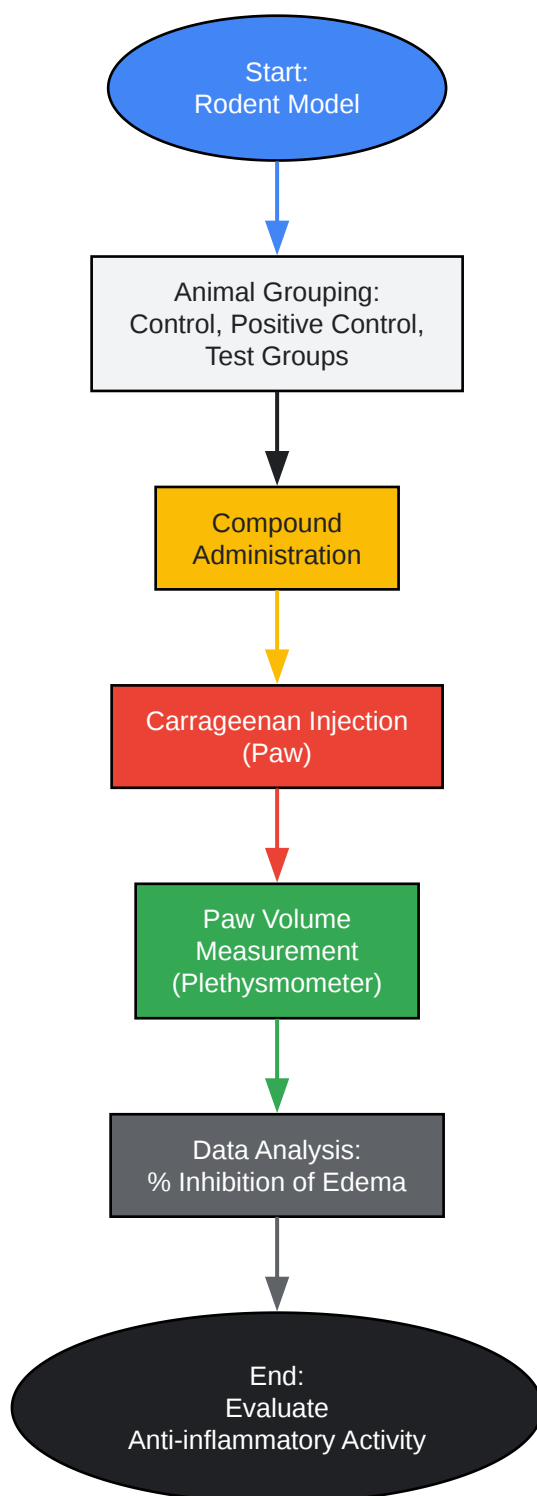 Start:
Rodent Model
Animal Grouping:
Control, Positive Control,
Test Groups
Compound
Administration
Carrageenan Injection
(Paw)
Paw Volume
Measurement
(Plethysmometer)
Data Analysis:
% Inhibition of Edema
End:
Evaluate
Anti-inflammatory Activity